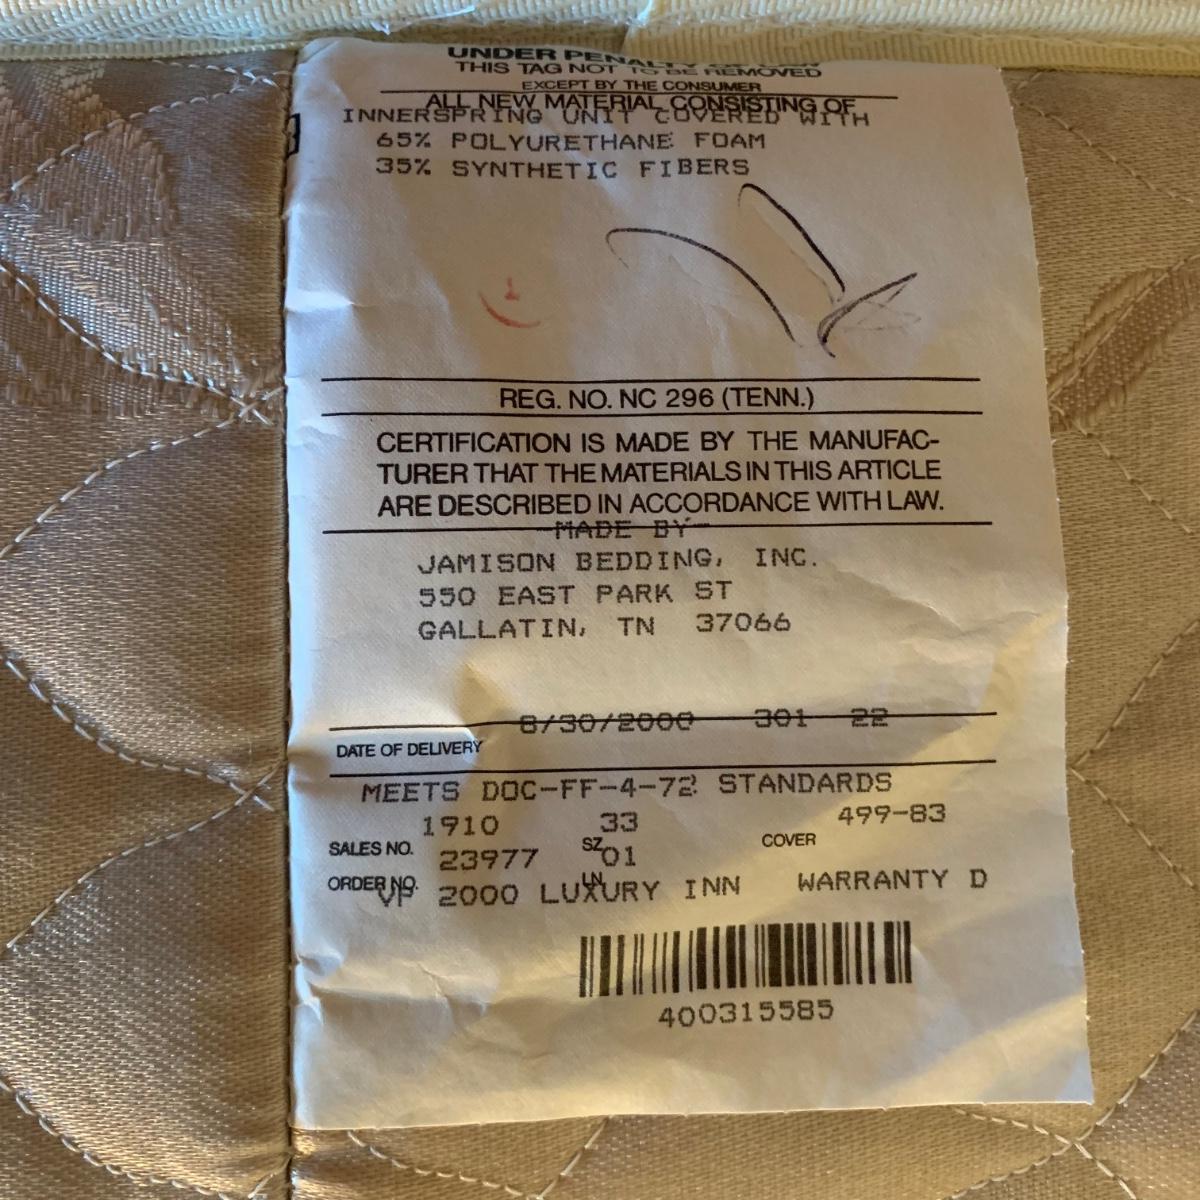 UNDER PENALTY OF LAW
THIS TAG NOT TO BE REMOVED
EXCEPT BY THE CONSUMER
ALL NEW MATERIAL CONSISTING OF
INNERSPRING UNIT COVERED WITH
65% POLYURETHANE FOAM
35% SYNTHETIC FIBERS
REG. NO. NC 296 (TENN.)
CERTIFICATION IS MADE BY THE MANUFAC-
TURER THAT THE MATERIALS IN THIS ARTICLE
ARE DESCRIBED IN ACCORDANCE WITH LAW.
MADE BY
JAMISON BEDDING, INC.
550 EAST PARK ST
GALLATIN, TN 37066
8/30/2000 301 22
DATE OF DELIVERY
MEETS DOC-FF-4-72 STANDARDS
1910 33 499-83
SALES NO. SZ COVER
23977 01
ORDER NO. LN
VP 2000 LUXURY INN WARRANTY D
400315585